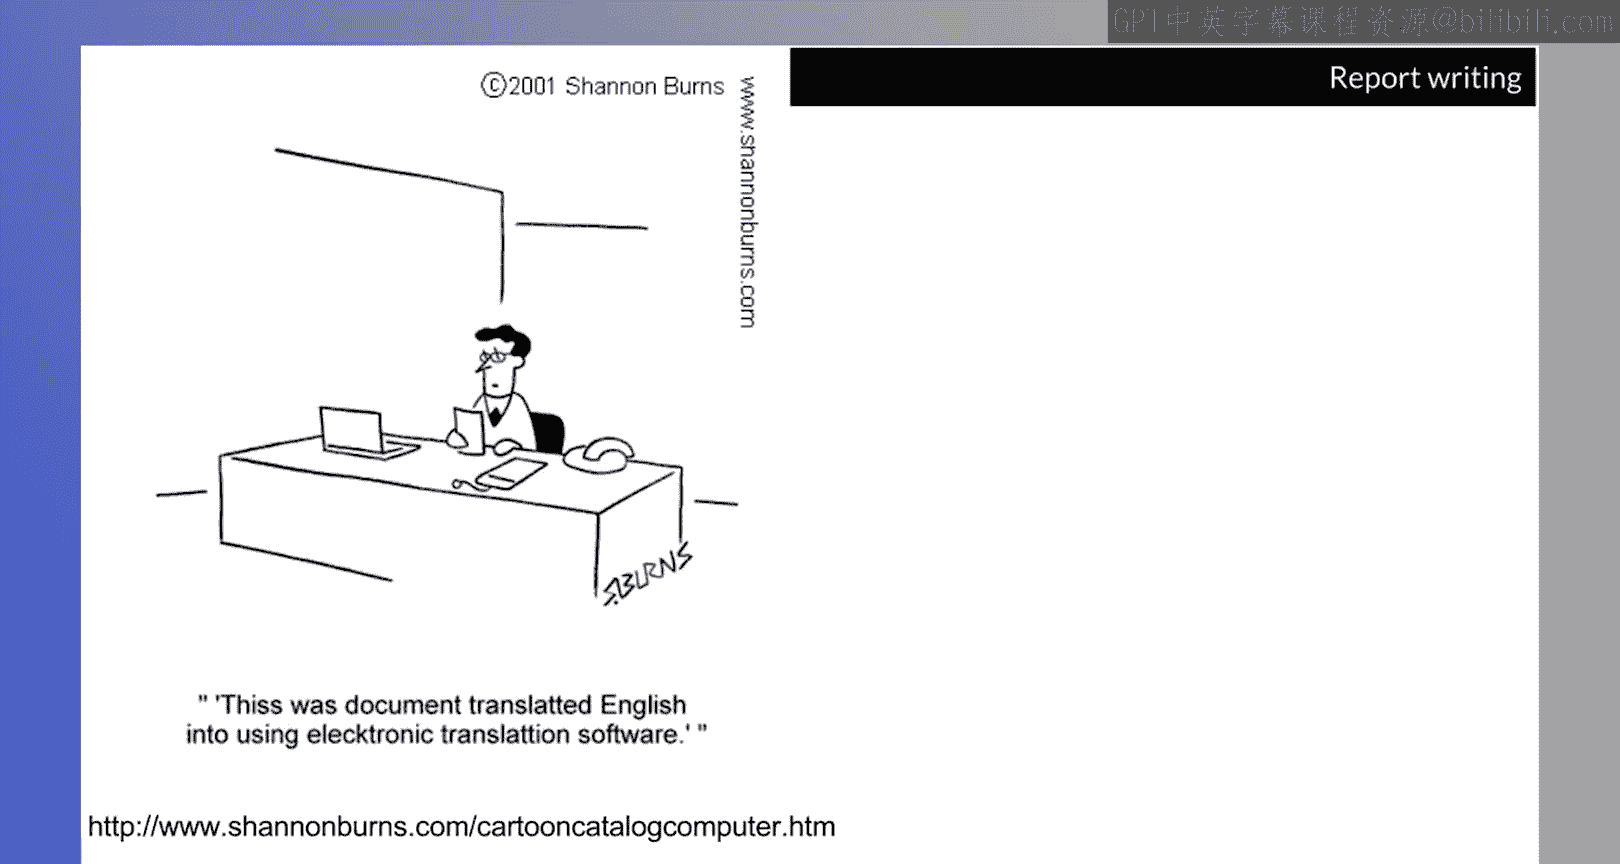 GPT中英字幕课程资源@bilibili.com
Report writing
©2001 Shannon Burns
www.shannonburns.com
S.BURNS
" 'Thiss was document translatted English
into using elecktronic translattion software.' "
http://www.shannonburns.com/cartooncatalogcomputer.htm